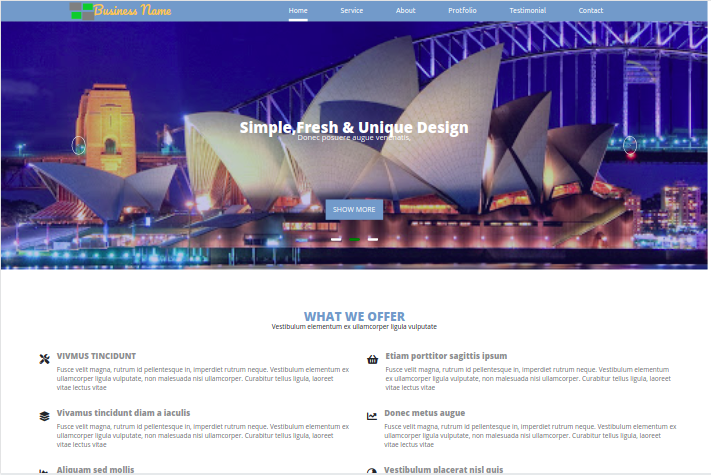 Business Name
Home Service About Protfolio Testimonial Contact
Simple,Fresh & Unique Design
Donec posuere augue venenatis,
SHOW MORE
WHAT WE OFFER
Vestibulum elementum ex ullamcorper ligula vulputate
VIVMUS TINCIDUNT
Fusce velit magna, rutrum id pellentesque in, imperdiet rutrum neque. Vestibulum elementum ex
ullamcorper ligula vulputate, non malesuada nisi ullamcorper. Curabitur tellus ligula, laoreet
vitae lectus vitae
Etiam porttitor sagittis ipsum
Fusce velit magna, rutrum id pellentesque in, imperdiet rutrum neque. Vestibulum elementum
ex ullamcorper ligula vulputate, non malesuada nisi ullamcorper. Curabitur tellus ligula, laoreet
vitae lectus vitae
Vivamus tincidunt diam a iaculis
Fusce velit magna, rutrum id pellentesque in, imperdiet rutrum neque. Vestibulum elementum ex
ullamcorper ligula vulputate, non malesuada nisi ullamcorper. Curabitur tellus ligula, laoreet
vitae lectus vitae
Donec metus augue
Fusce velit magna, rutrum id pellentesque in, imperdiet rutrum neque. Vestibulum elementum ex
ullamcorper ligula vulputate, non malesuada nisi ullamcorper. Curabitur tellus ligula, laoreet
vitae lectus vitae
Aliquam sed mollis
Vestibulum placerat nisl quis